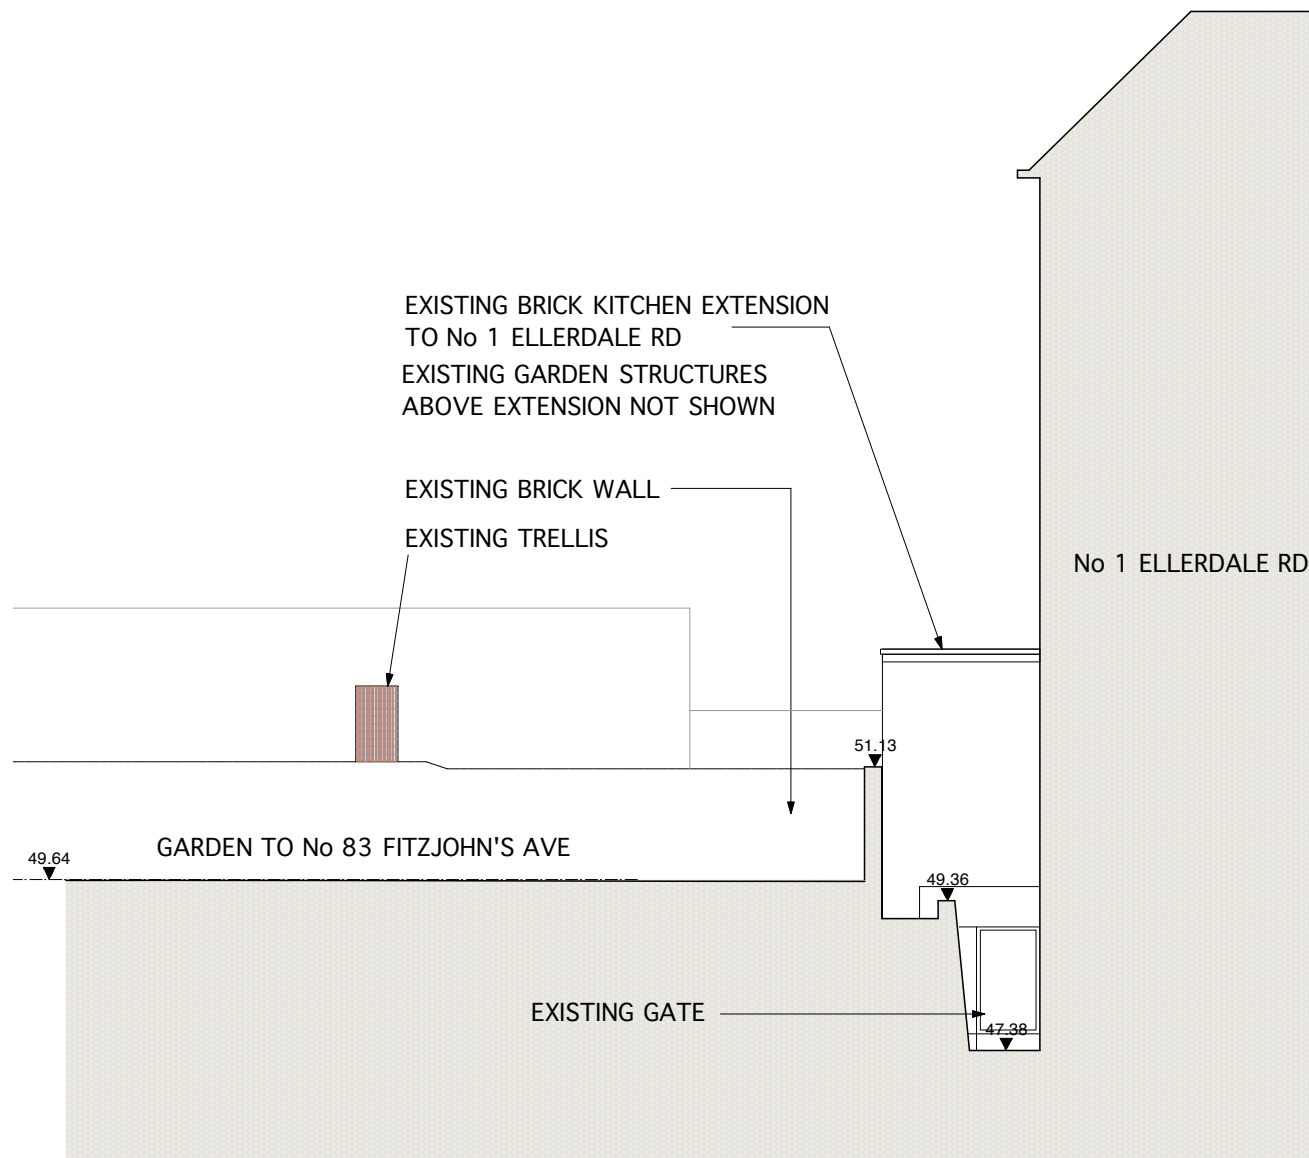 EXISTING BRICK KITCHEN EXTENSION
TO No 1 ELLERDALE RD
EXISTING GARDEN STRUCTURES
ABOVE EXTENSION NOT SHOWN
EXISTING BRICK WALL
EXISTING TRELLIS
No 1 ELLERDALE RD
51.13
GARDEN TO No 83 FITZJOHN'S AVE
49.64
49.36
EXISTING GATE
47.38